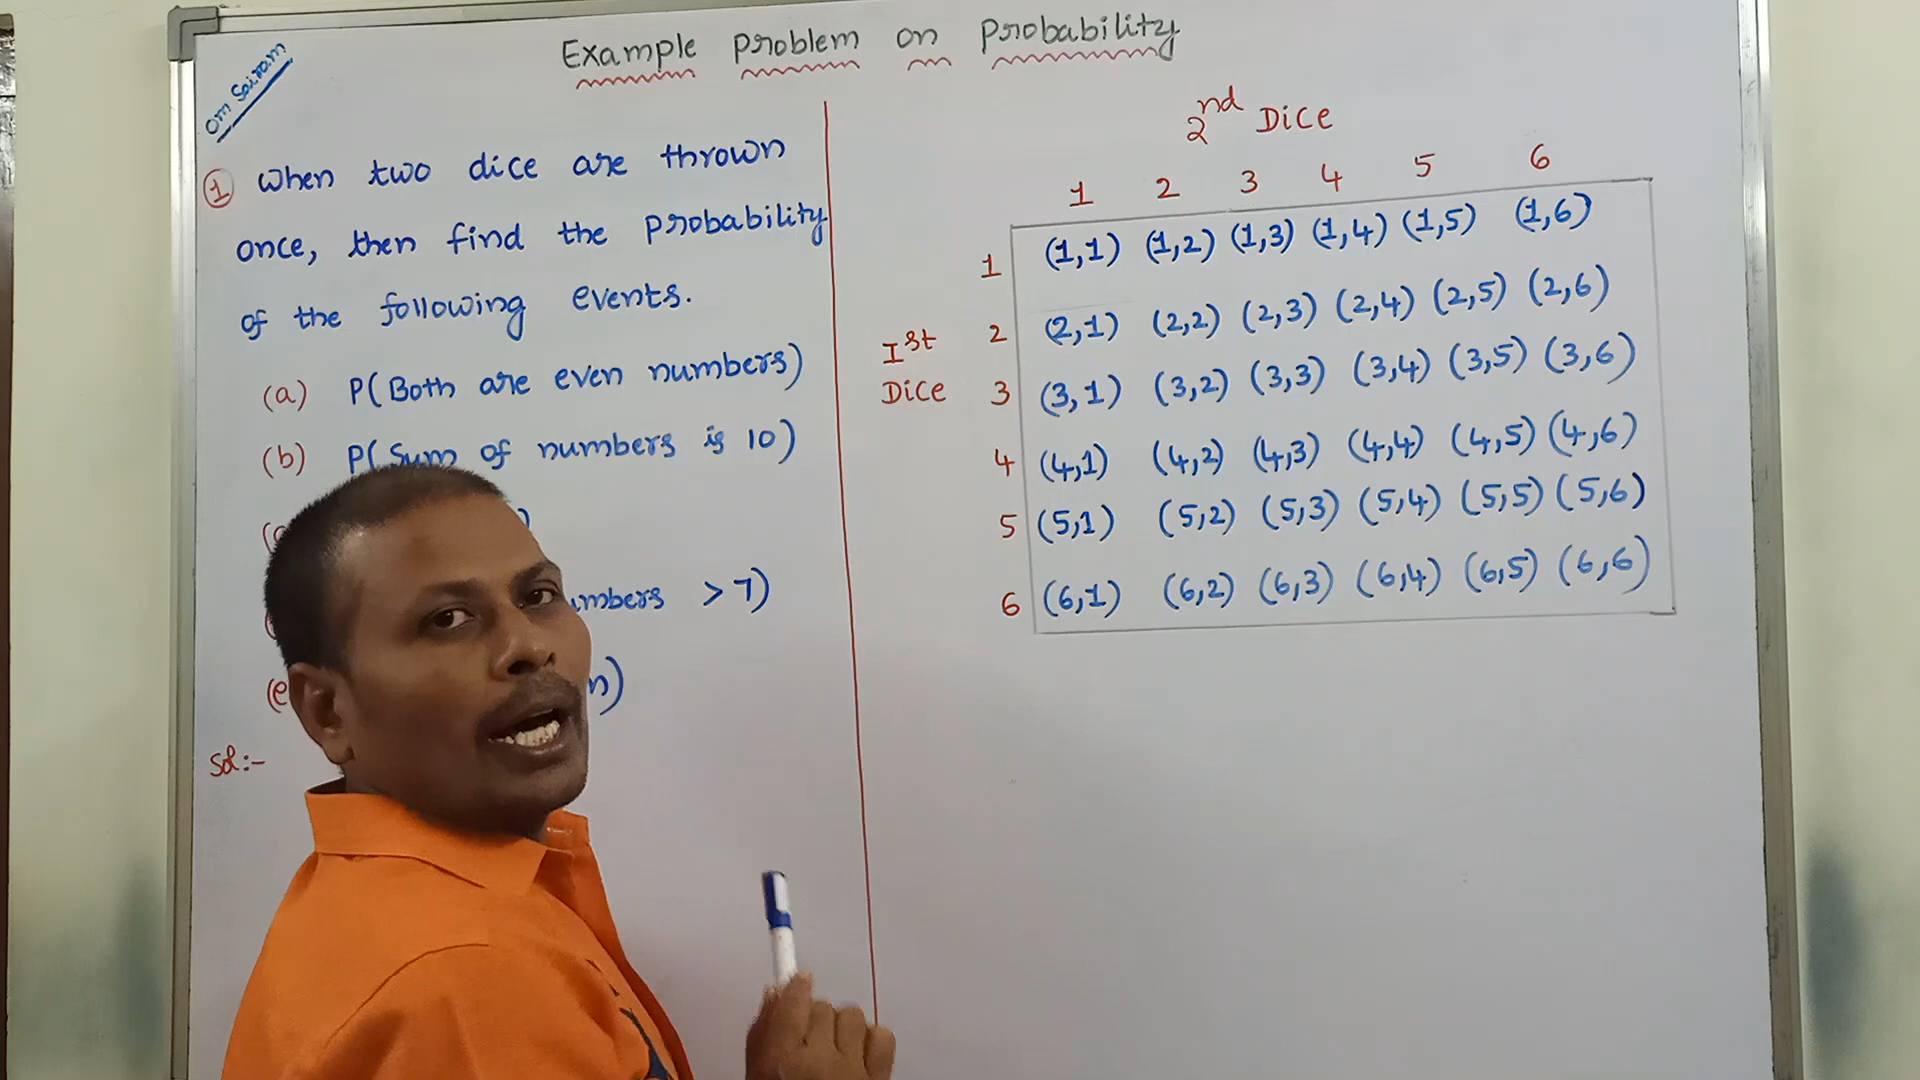 Example problem on probability
Om Sairam
① When two dice are thrown
once, then find the probability
of the following events.
(a) P(Both are even numbers)
(b) P(Sum of numbers is 10)
)
> 7)
(e )
Sol:-
2nd Dice
1 2 3 4 5 6
1 (1,1) (1,2) (1,3) (1,4) (1,5) (1,6)
2 (2,1) (2,2) (2,3) (2,4) (2,5) (2,6)
Ist
Dice 3 (3,1) (3,2) (3,3) (3,4) (3,5) (3,6)
4 (4,1) (4,2) (4,3) (4,4) (4,5) (4,6)
5 (5,1) (5,2) (5,3) (5,4) (5,5) (5,6)
6 (6,1) (6,2) (6,3) (6,4) (6,5) (6,6)